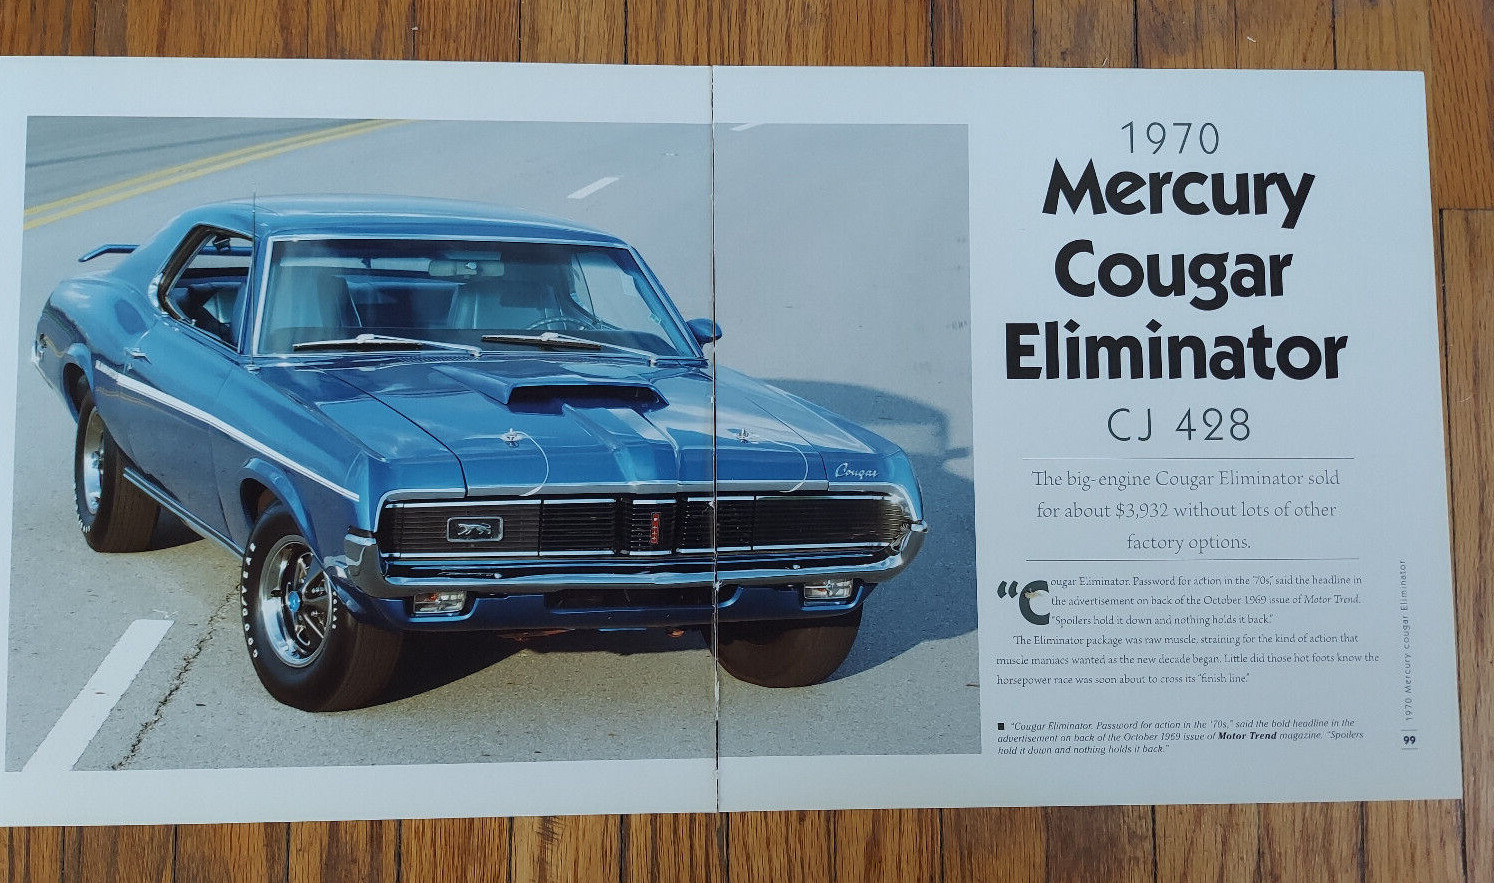 1970
Mercury
Cougar
Eliminator
CJ 428
The big-engine Cougar Eliminator sold
for about $3,932 without lots of other
factory options.
“Cougar Eliminator. Password for action in the ’70s,” said the headline in
the advertisement on back of the October 1969 issue of Motor Trend.
“Spoilers hold it down and nothing holds it back.”
The Eliminator package was raw muscle, straining for the kind of action that
muscle maniacs wanted as the new decade began. Little did those hot foots know the
horsepower race was soon about to cross its “finish line.”
■ “Cougar Eliminator. Password for action in the ’70s,” said the bold headline in the
advertisement on back of the October 1969 issue of Motor Trend magazine. “Spoilers
hold it down and nothing holds it back.”
1970 Mercury Cougar Eliminator
99
Cougar